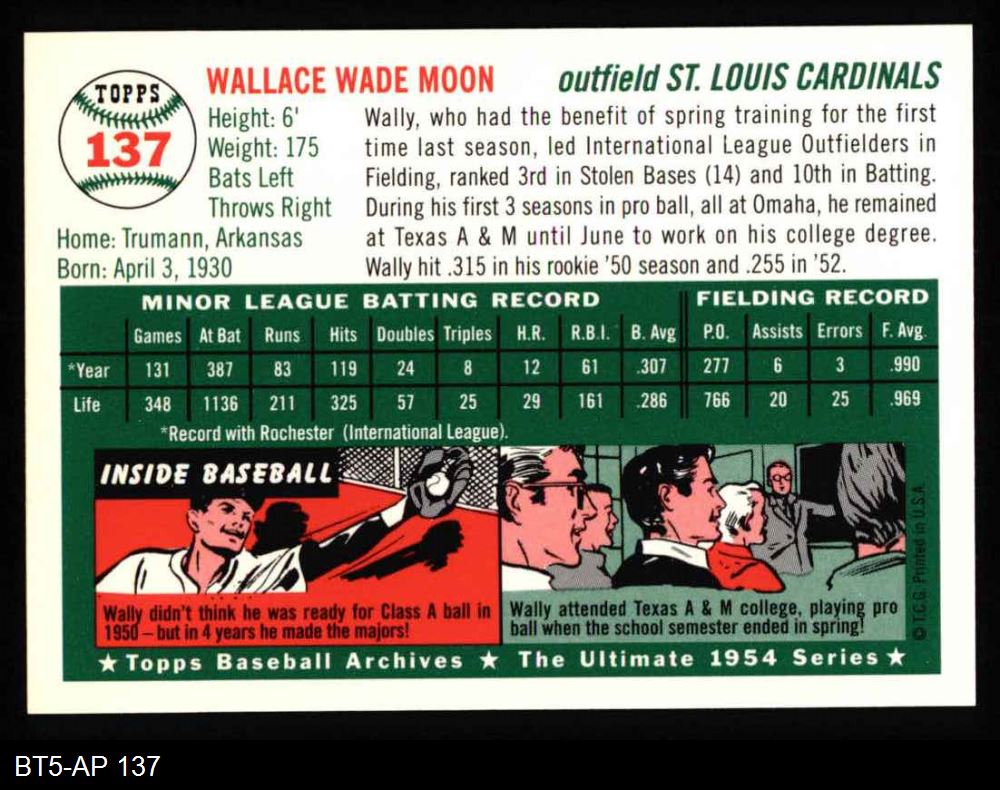 TOPPS
137
WALLACE WADE MOON
outfield ST. LOUIS CARDINALS
Height: 6'
Weight: 175
Bats Left
Throws Right
Home: Trumann, Arkansas
Born: April 3, 1930
Wally, who had the benefit of spring training for the first
time last season, led International League Outfielders in
Fielding, ranked 3rd in Stolen Bases (14) and 10th in Batting.
During his first 3 seasons in pro ball, all at Omaha, he remained
at Texas A & M until June to work on his college degree.
Wally hit .315 in his rookie '50 season and .255 in '52.
MINOR LEAGUE BATTING RECORD FIELDING RECORD
Games At Bat Runs Hits Doubles Triples H.R. R.B.I. B. Avg P.O. Assists Errors F. Avg.
*Year 131 387 83 119 24 8 12 61 .307 277 6 3 .990
Life 348 1136 211 325 57 25 29 161 .286 766 20 25 .969
*Record with Rochester (International League).
INSIDE BASEBALL
Wally didn't think he was ready for Class A ball in
1950 — but in 4 years he made the majors!
Wally attended Texas A & M college, playing pro
ball when the school semester ended in spring!
© T.C.G. Printed in U.S.A.
★ Topps Baseball Archives ★ The Ultimate 1954 Series ★
BT5-AP 137